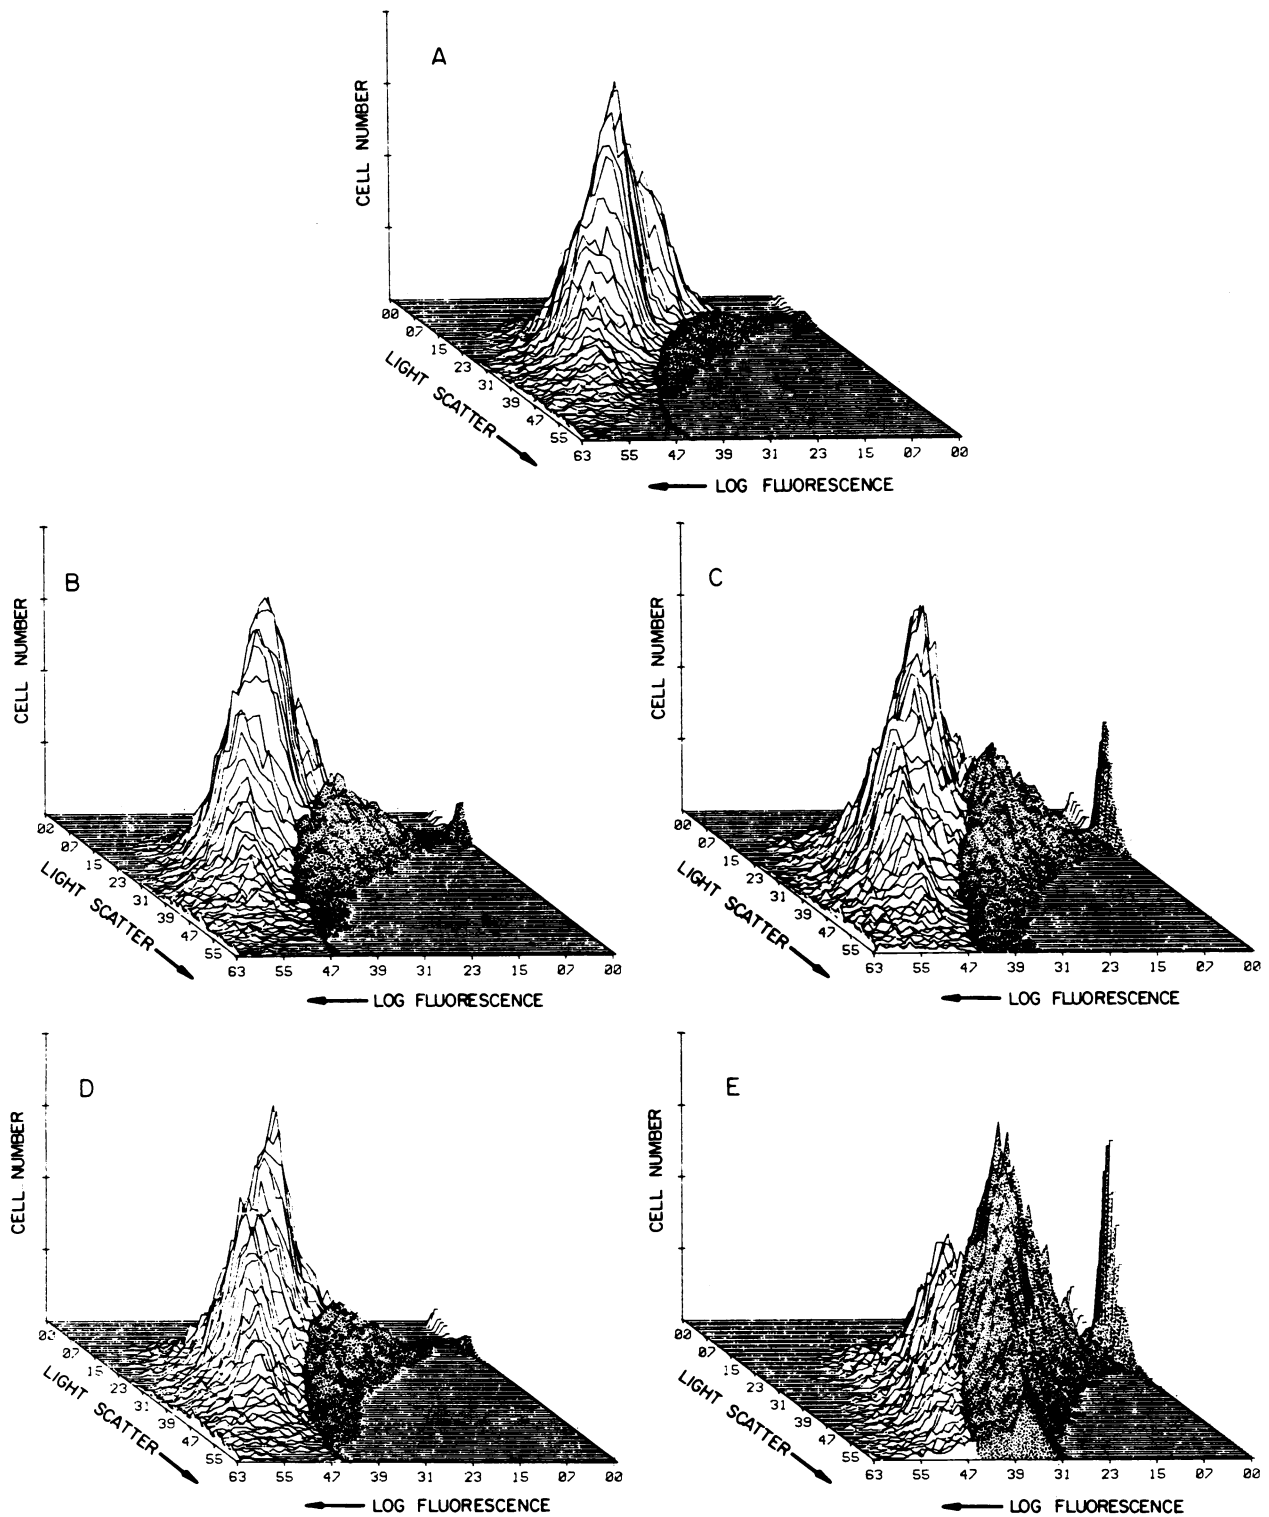 A
CELL NUMBER
00 07 15 23 31 39 47 55
LIGHT SCATTER
63 55 47 39 31 23 15 07 00
LOG FLUORESCENCE
B
CELL NUMBER
07 15 23 31 39 47 55
LIGHT SCATTER
63 55 47 39 31 23 15 07 00
LOG FLUORESCENCE
C
CELL NUMBER
00 07 15 23 31 39 47 55
LIGHT SCATTER
63 55 47 39 31 23 15 07 00
LOG FLUORESCENCE
D
CELL NUMBER
07 15 23 31 39 47 55
LIGHT SCATTER
63 55 47 39 31 23 15 07 00
LOG FLUORESCENCE
E
CELL NUMBER
07 15 23 31 39 47 55
LIGHT SCATTER
63 55 47 39 31 23 15 07 00
LOG FLUORESCENCE